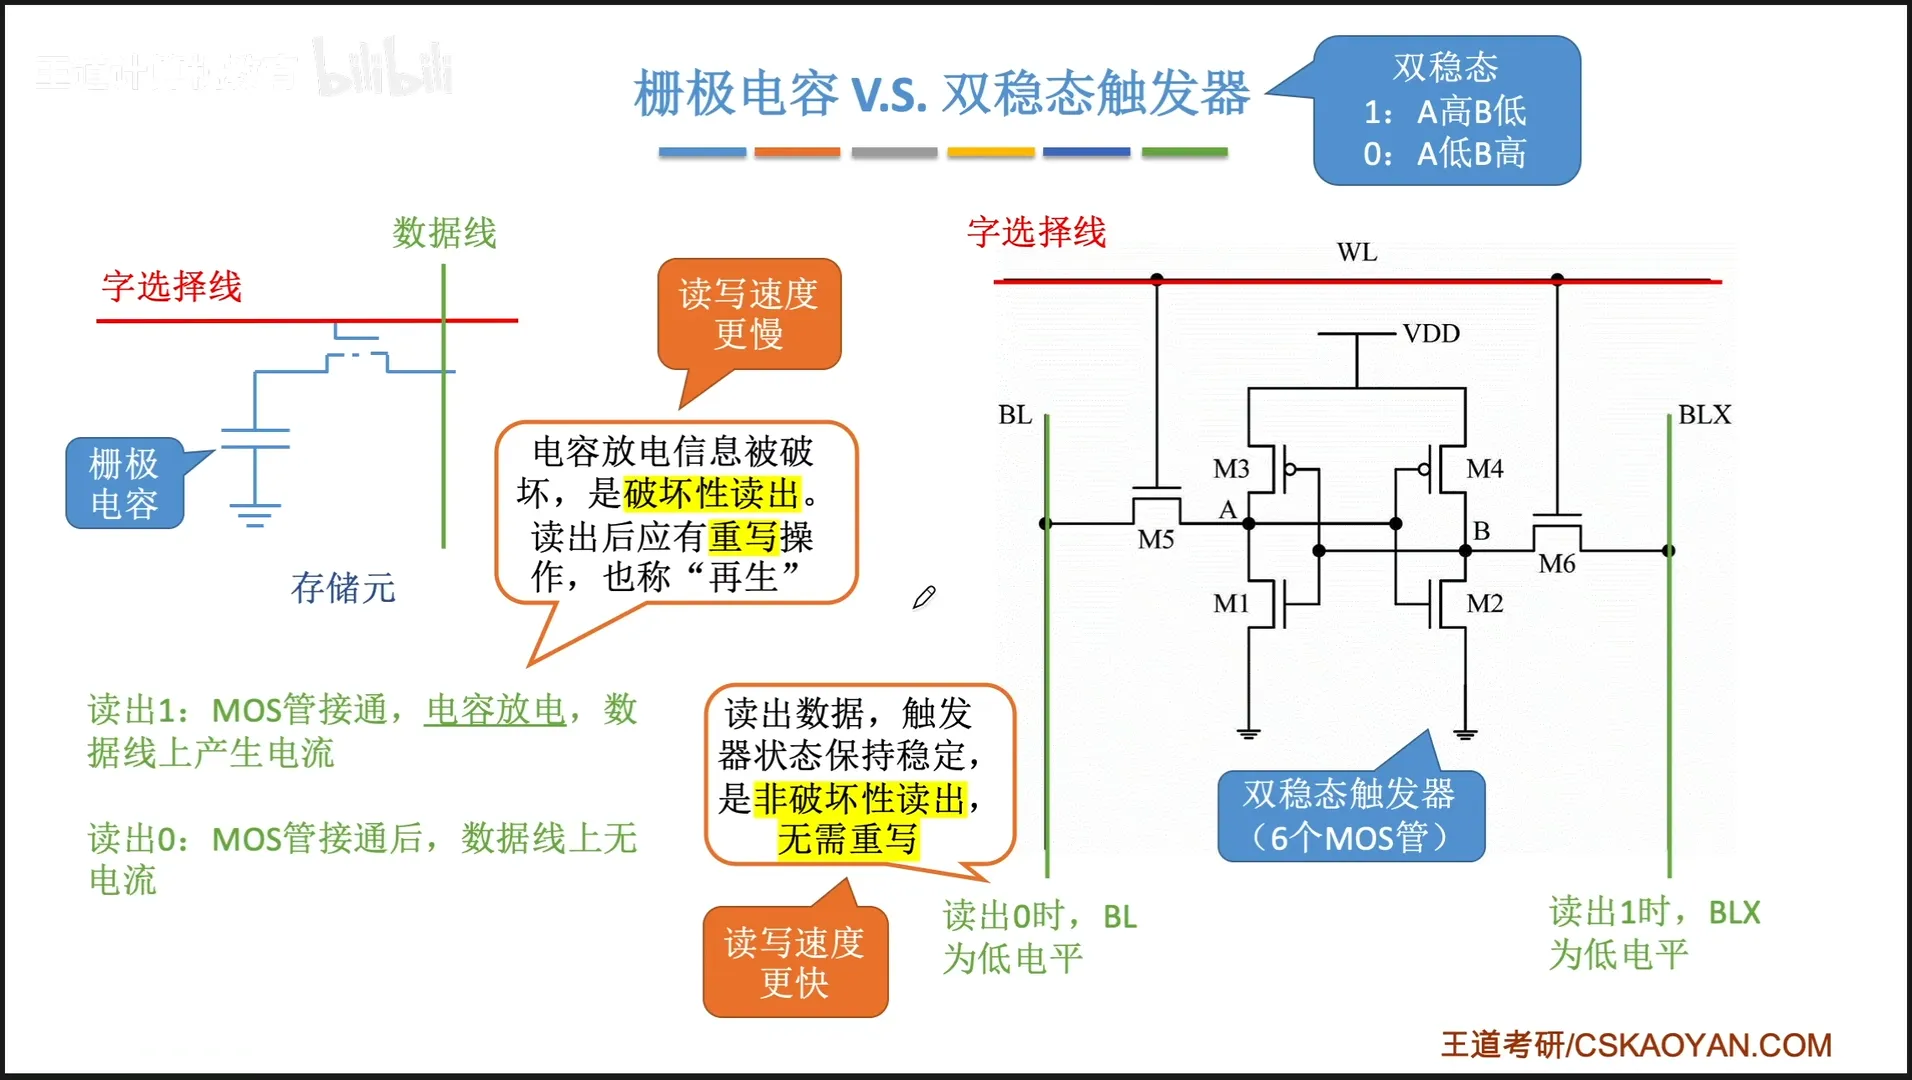 王道计算机教育 bilibili
栅极电容 V.S. 双稳态触发器
双稳态
1：A高B低
0：A低B高
数据线
字选择线
栅极
电容
存储元
读写速度
更慢
电容放电信息被破
坏，是破坏性读出。
读出后应有重写操
作，也称“再生”
读出1：MOS管接通，电容放电，数
据线上产生电流
读出0：MOS管接通后，数据线上无
电流
读出数据，触发
器状态保持稳定，
是非破坏性读出，
无需重写
读写速度
更快
字选择线
WL
VDD
BL
BLX
M3
M4
A
B
M5
M6
M1
M2
双稳态触发器
（6个MOS管）
读出0时，BL
为低电平
读出1时，BLX
为低电平
王道考研/CSKAOYAN.COM